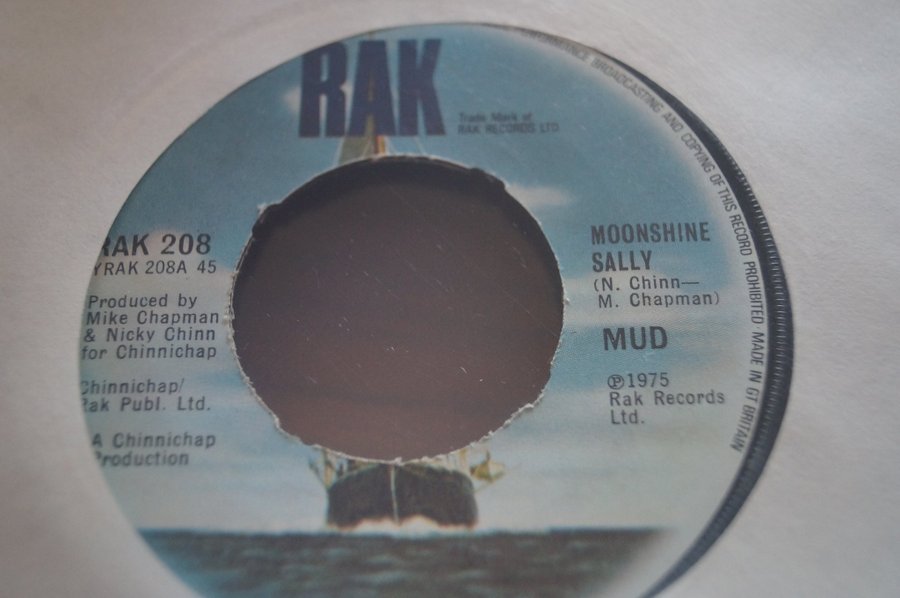 RAK
Trade Mark of
RAK RECORDS LTD
RAK 208
YRAK 208A 45
Produced by
Mike Chapman
& Nicky Chinn
for Chinnichap
Chinnichap/
Rak Publ. Ltd.
A Chinnichap
Production
MOONSHINE
SALLY
(N. Chinn—
M. Chapman)
MUD
℗1975
Rak Records
Ltd.
BROADCASTING AND COPYING OF THIS RECORD PROHIBITED · MADE IN GT BRITAIN